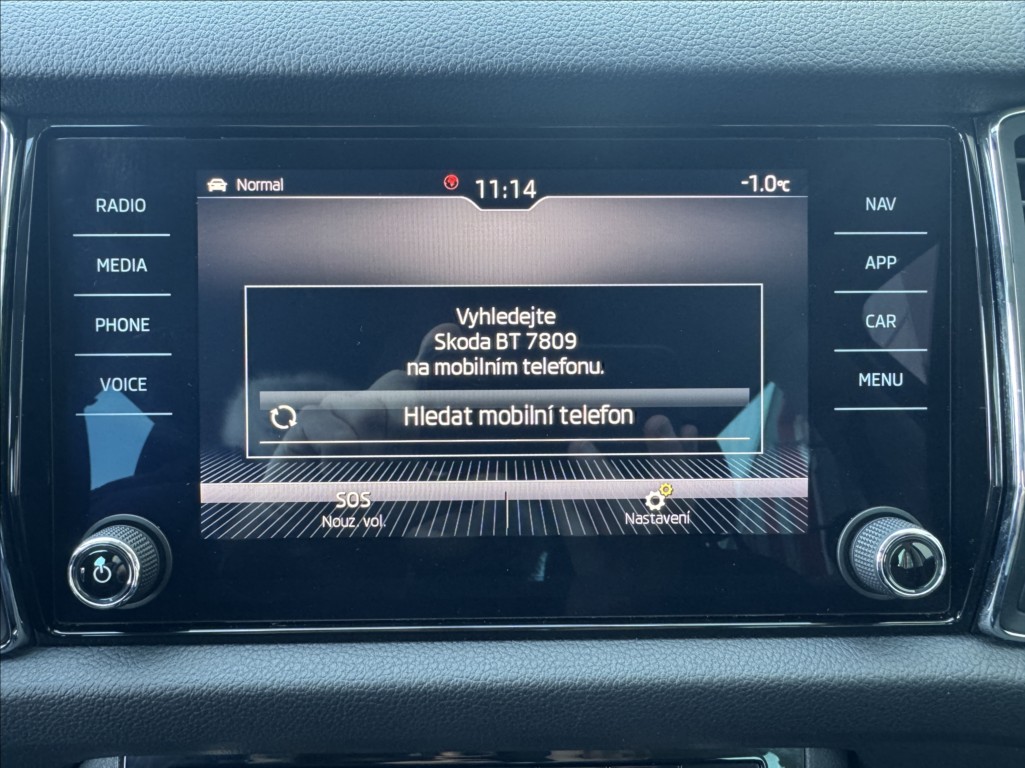 Normal
11:14
-1.0°C
RADIO
MEDIA
PHONE
VOICE
Vyhledejte
Skoda BT 7809
na mobilním telefonu.
Hledat mobilní telefon
SOS
Nouz. vol.
Nastavení
NAV
APP
CAR
MENU